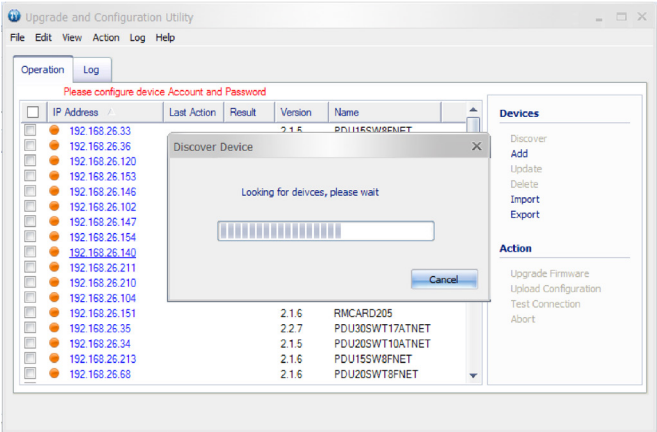 Upgrade and Configuration Utility
File Edit View Action Log Help
Operation Log
Please configure device Account and Password
IP Address Last Action Result Version Name
192.168.26.33 2.1.5 PDU15SW8FNET
192.168.26.36
192.168.26.120
192.168.26.153
192.168.26.146
192.168.26.102
192.168.26.147
192.168.26.154
192.168.26.140
192.168.26.211
192.168.26.210
192.168.26.104
192.168.26.151 2.1.6 RMCARD205
192.168.26.35 2.2.7 PDU30SWT17ATNET
192.168.26.34 2.1.5 PDU20SWT10ATNET
192.168.26.213 2.1.6 PDU15SW8FNET
192.168.26.68 2.1.6 PDU20SWT8FNET
Discover Device
Looking for deivces, please wait
Cancel
Devices
Discover
Add
Update
Delete
Import
Export
Action
Upgrade Firmware
Upload Configuration
Test Connection
Abort